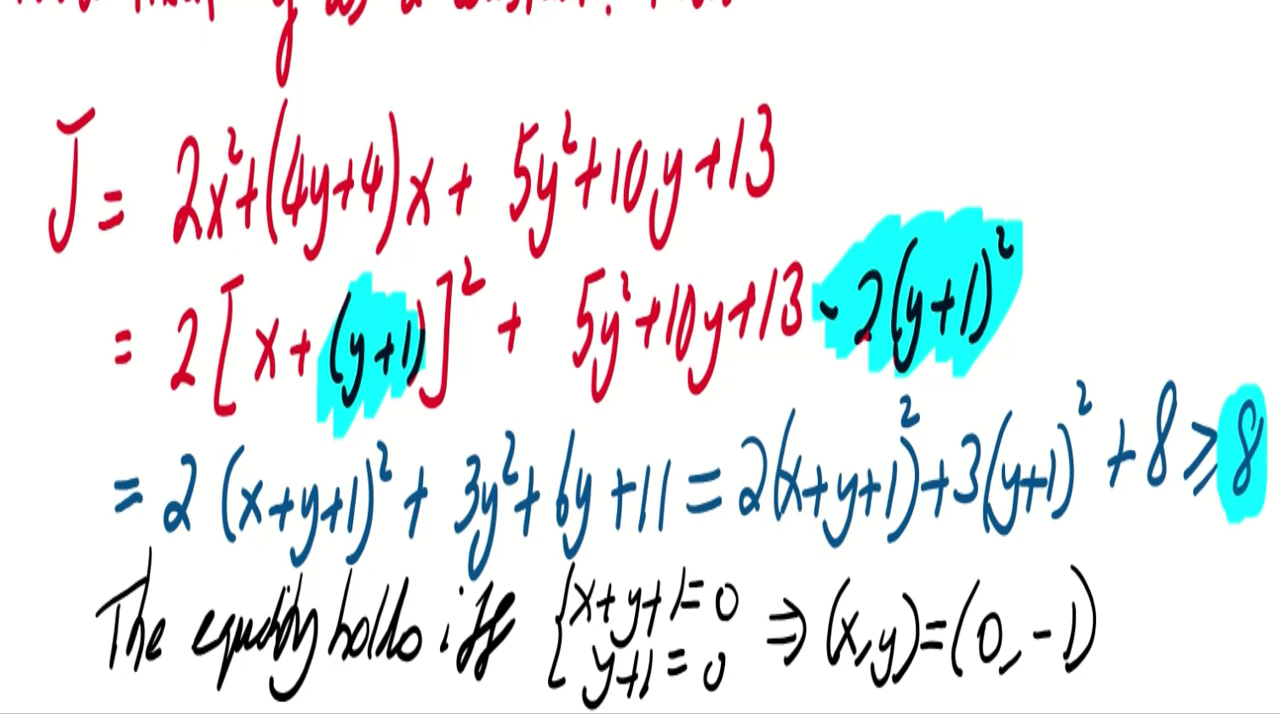 J = 2x²+(4y+4)x + 5y²+10y+13
= 2[x+(y+1)]² + 5y²+10y+13 - 2(y+1)²
= 2(x+y+1)² + 3y²+6y+11 = 2(x+y+1)²+3(y+1)²+8 ≥ 8
The equality holds iff { x+y+1=0 ⇒ (x,y)=(0,-1)
y+1=0